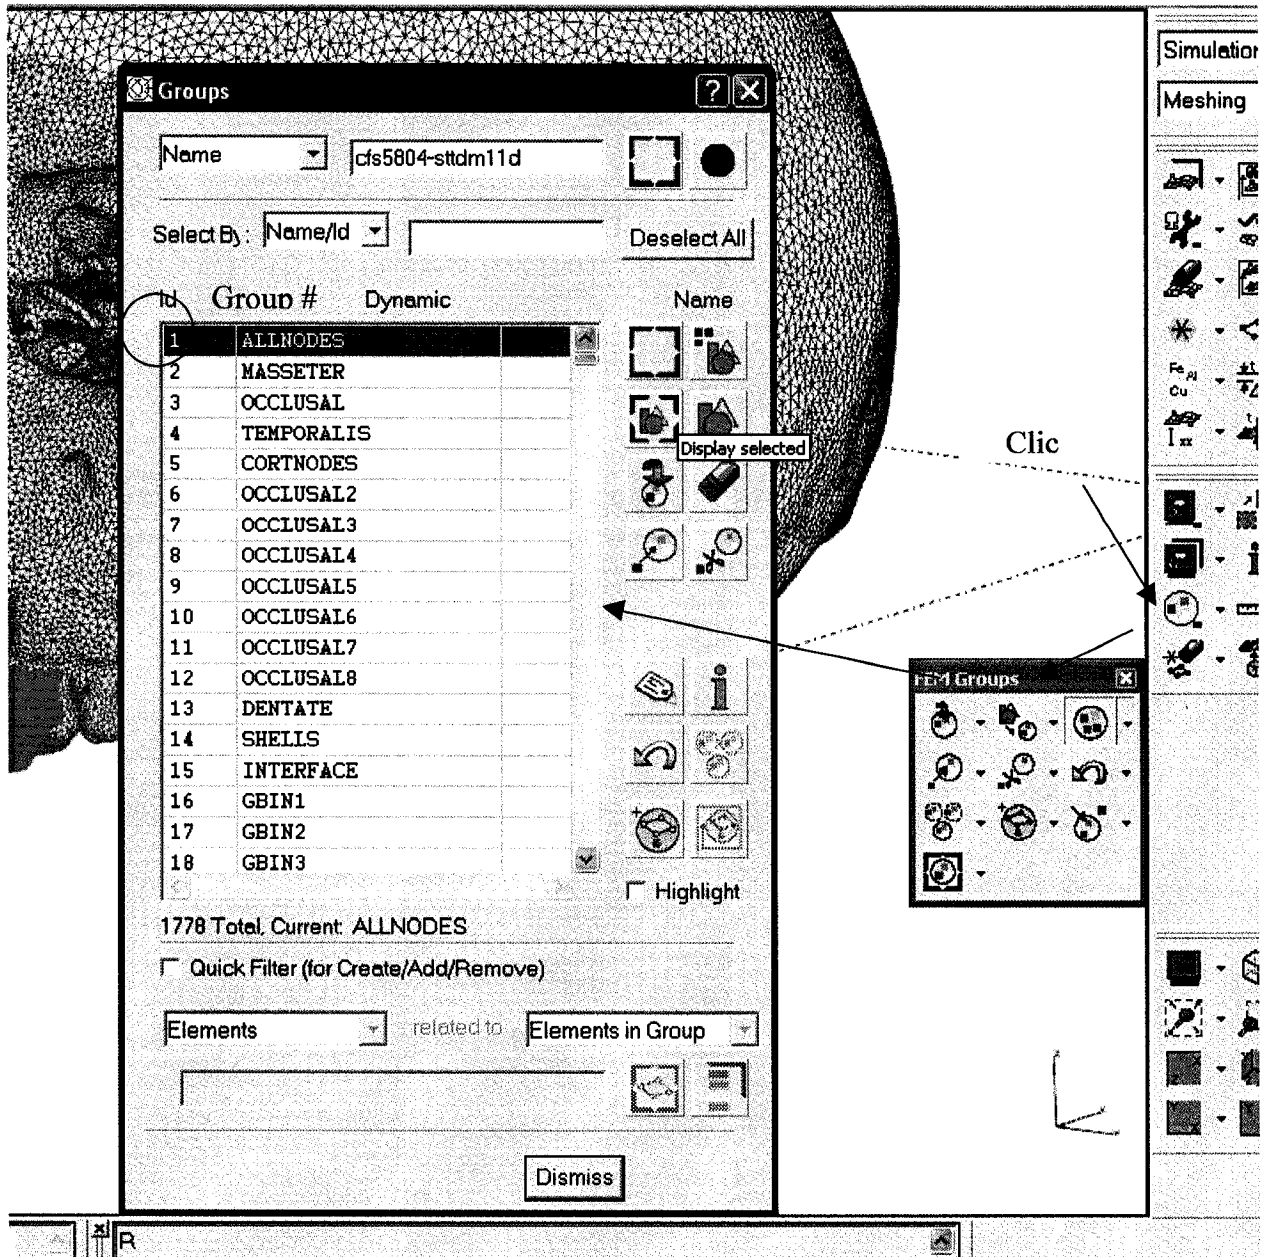 Groups
Simulation
Meshing
Name
cfs5804-sttdm11d
Select By: Name/Id
Deselect All
Id Group # Dynamic Name
1 ALLNODES
2 MASSETER
3 OCCLUSAL
4 TEMPORALIS
5 CORTNODES
6 OCCLUSAL2
7 OCCLUSAL3
8 OCCLUSAL4
9 OCCLUSAL5
10 OCCLUSAL6
11 OCCLUSAL7
12 OCCLUSAL8
13 DENTATE
14 SHELLS
15 INTERFACE
16 GBIN1
17 GBIN2
18 GBIN3
Display selected
Clic
FEM Groups
Highlight
1778 Total, Current: ALLNODES
Quick Filter (for Create/Add/Remove)
Elements related to Elements in Group
Dismiss
R